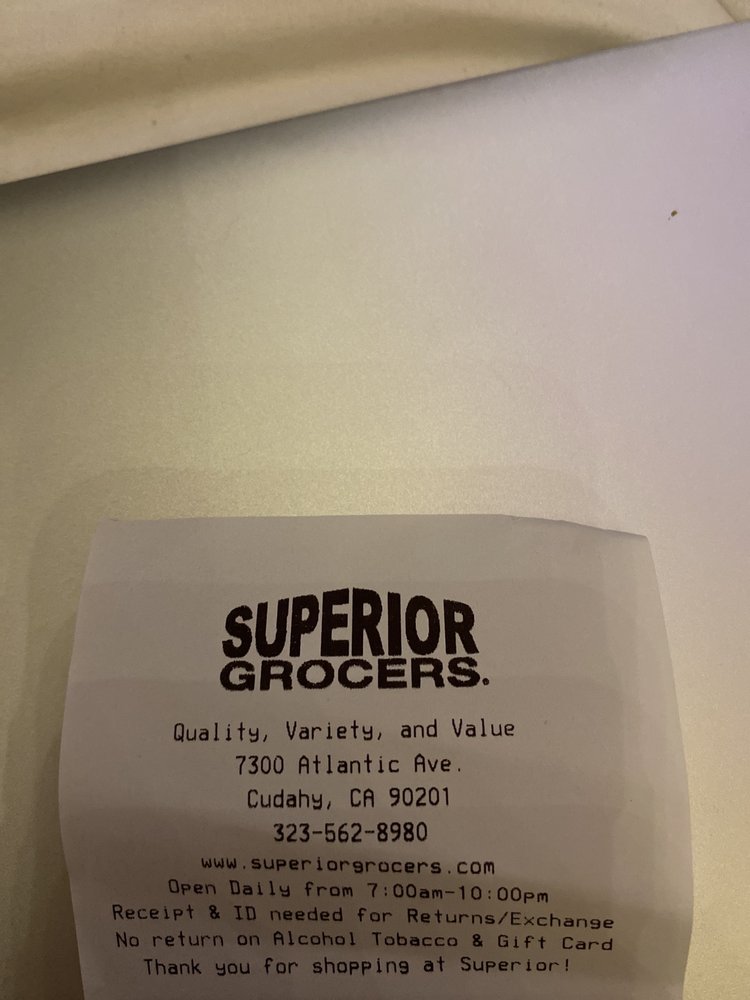 SUPERIOR
GROCERS.
Quality, Variety, and Value
7300 Atlantic Ave.
Cudahy, CA 90201
323-562-8980
www.superiorgrocers.com
Open Daily from 7:00am-10:00pm
Receipt & ID needed for Returns/Exchange
No return on Alcohol Tobacco & Gift Card
Thank you for shopping at Superior!